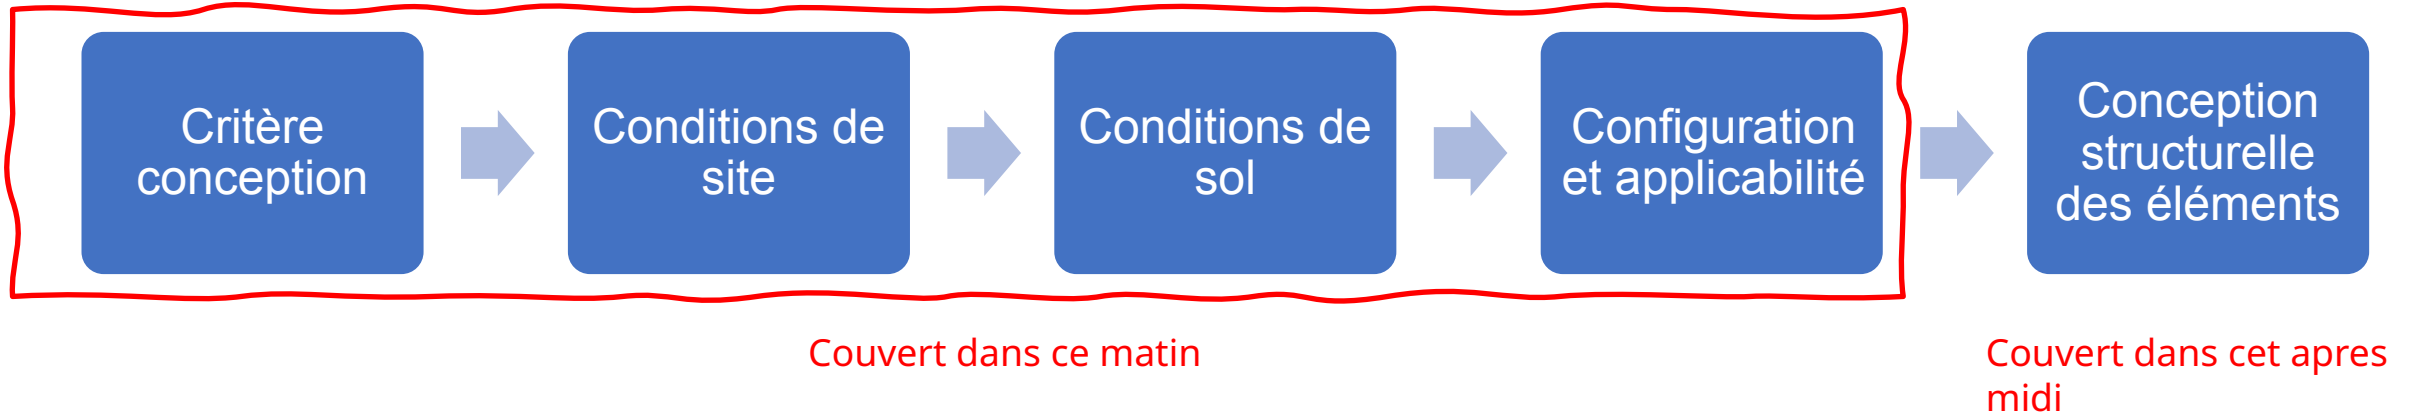 Critère
conception
Conditions de
site
Conditions de
sol
Configuration
et applicabilité
Conception
structurelle
des éléments
Couvert dans ce matin
Couvert dans cet apres
midi